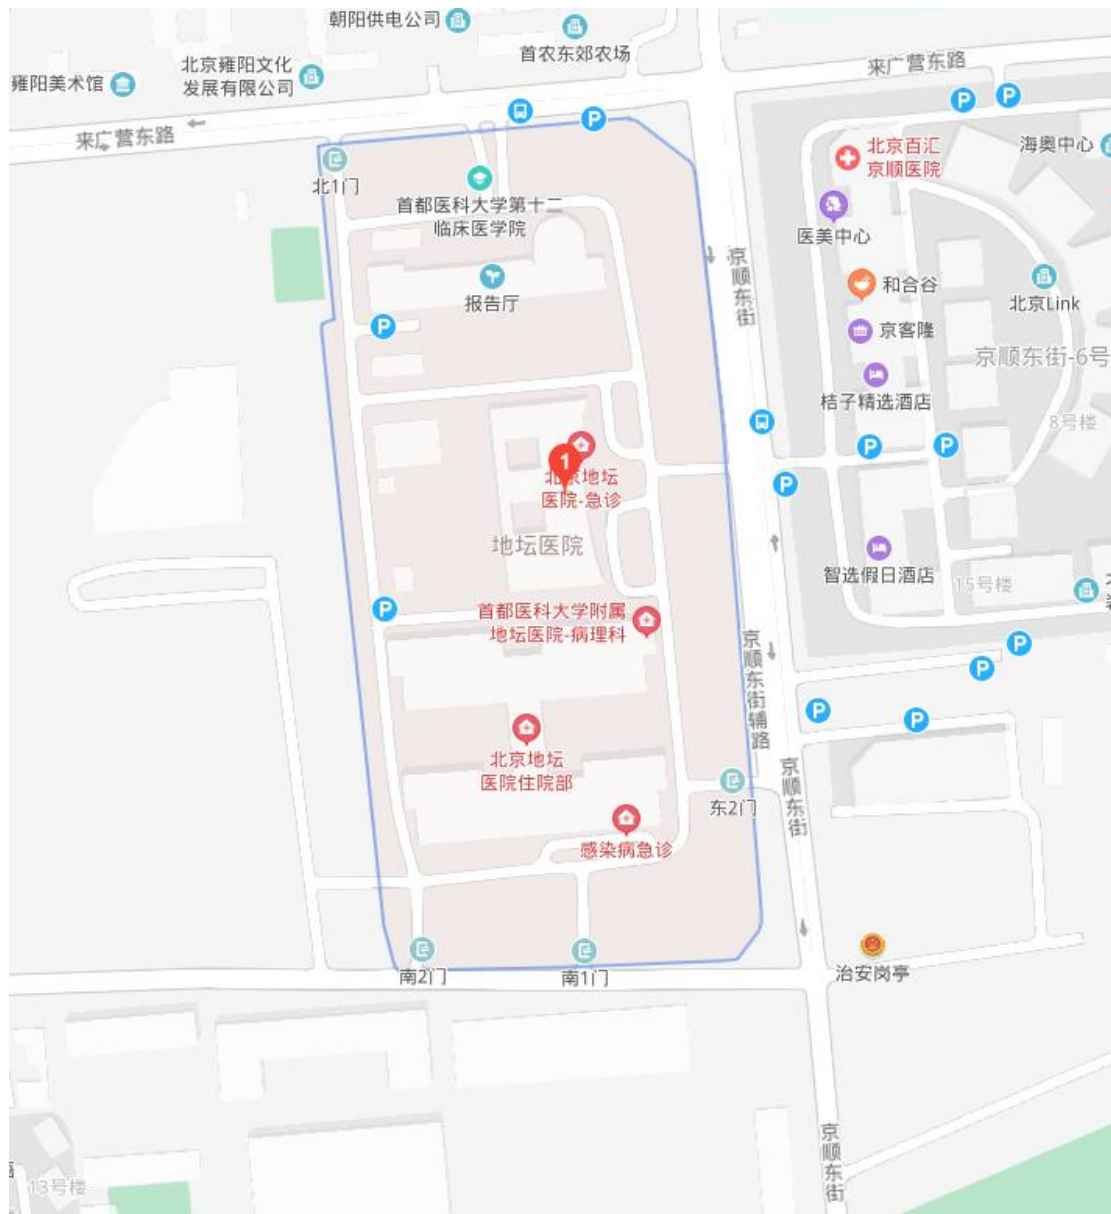 朝阳供电公司
首农东郊农场
来广营东路
雍阳美术馆
北京雍阳文化
发展有限公司
P
P
P
来广营东路
北1门
首都医科大学第十二
临床医学院
北京百汇
京顺医院
海奥中心
医美中心
京顺东街
报告厅
和合谷
北京Link
P
京客隆
京顺东街-6号
桔子精选酒店
8号楼
P
P
1
北京地坛
医院-急诊
P
地坛医院
智选假日酒店
15号楼
P
首都医科大学附属
地坛医院-病理科
京顺东街辅路
P
P
P
P
北京地坛
医院住院部
东2门
京顺东街
感染病急诊
南2门
南1门
治安岗亭
京顺东街
13号楼